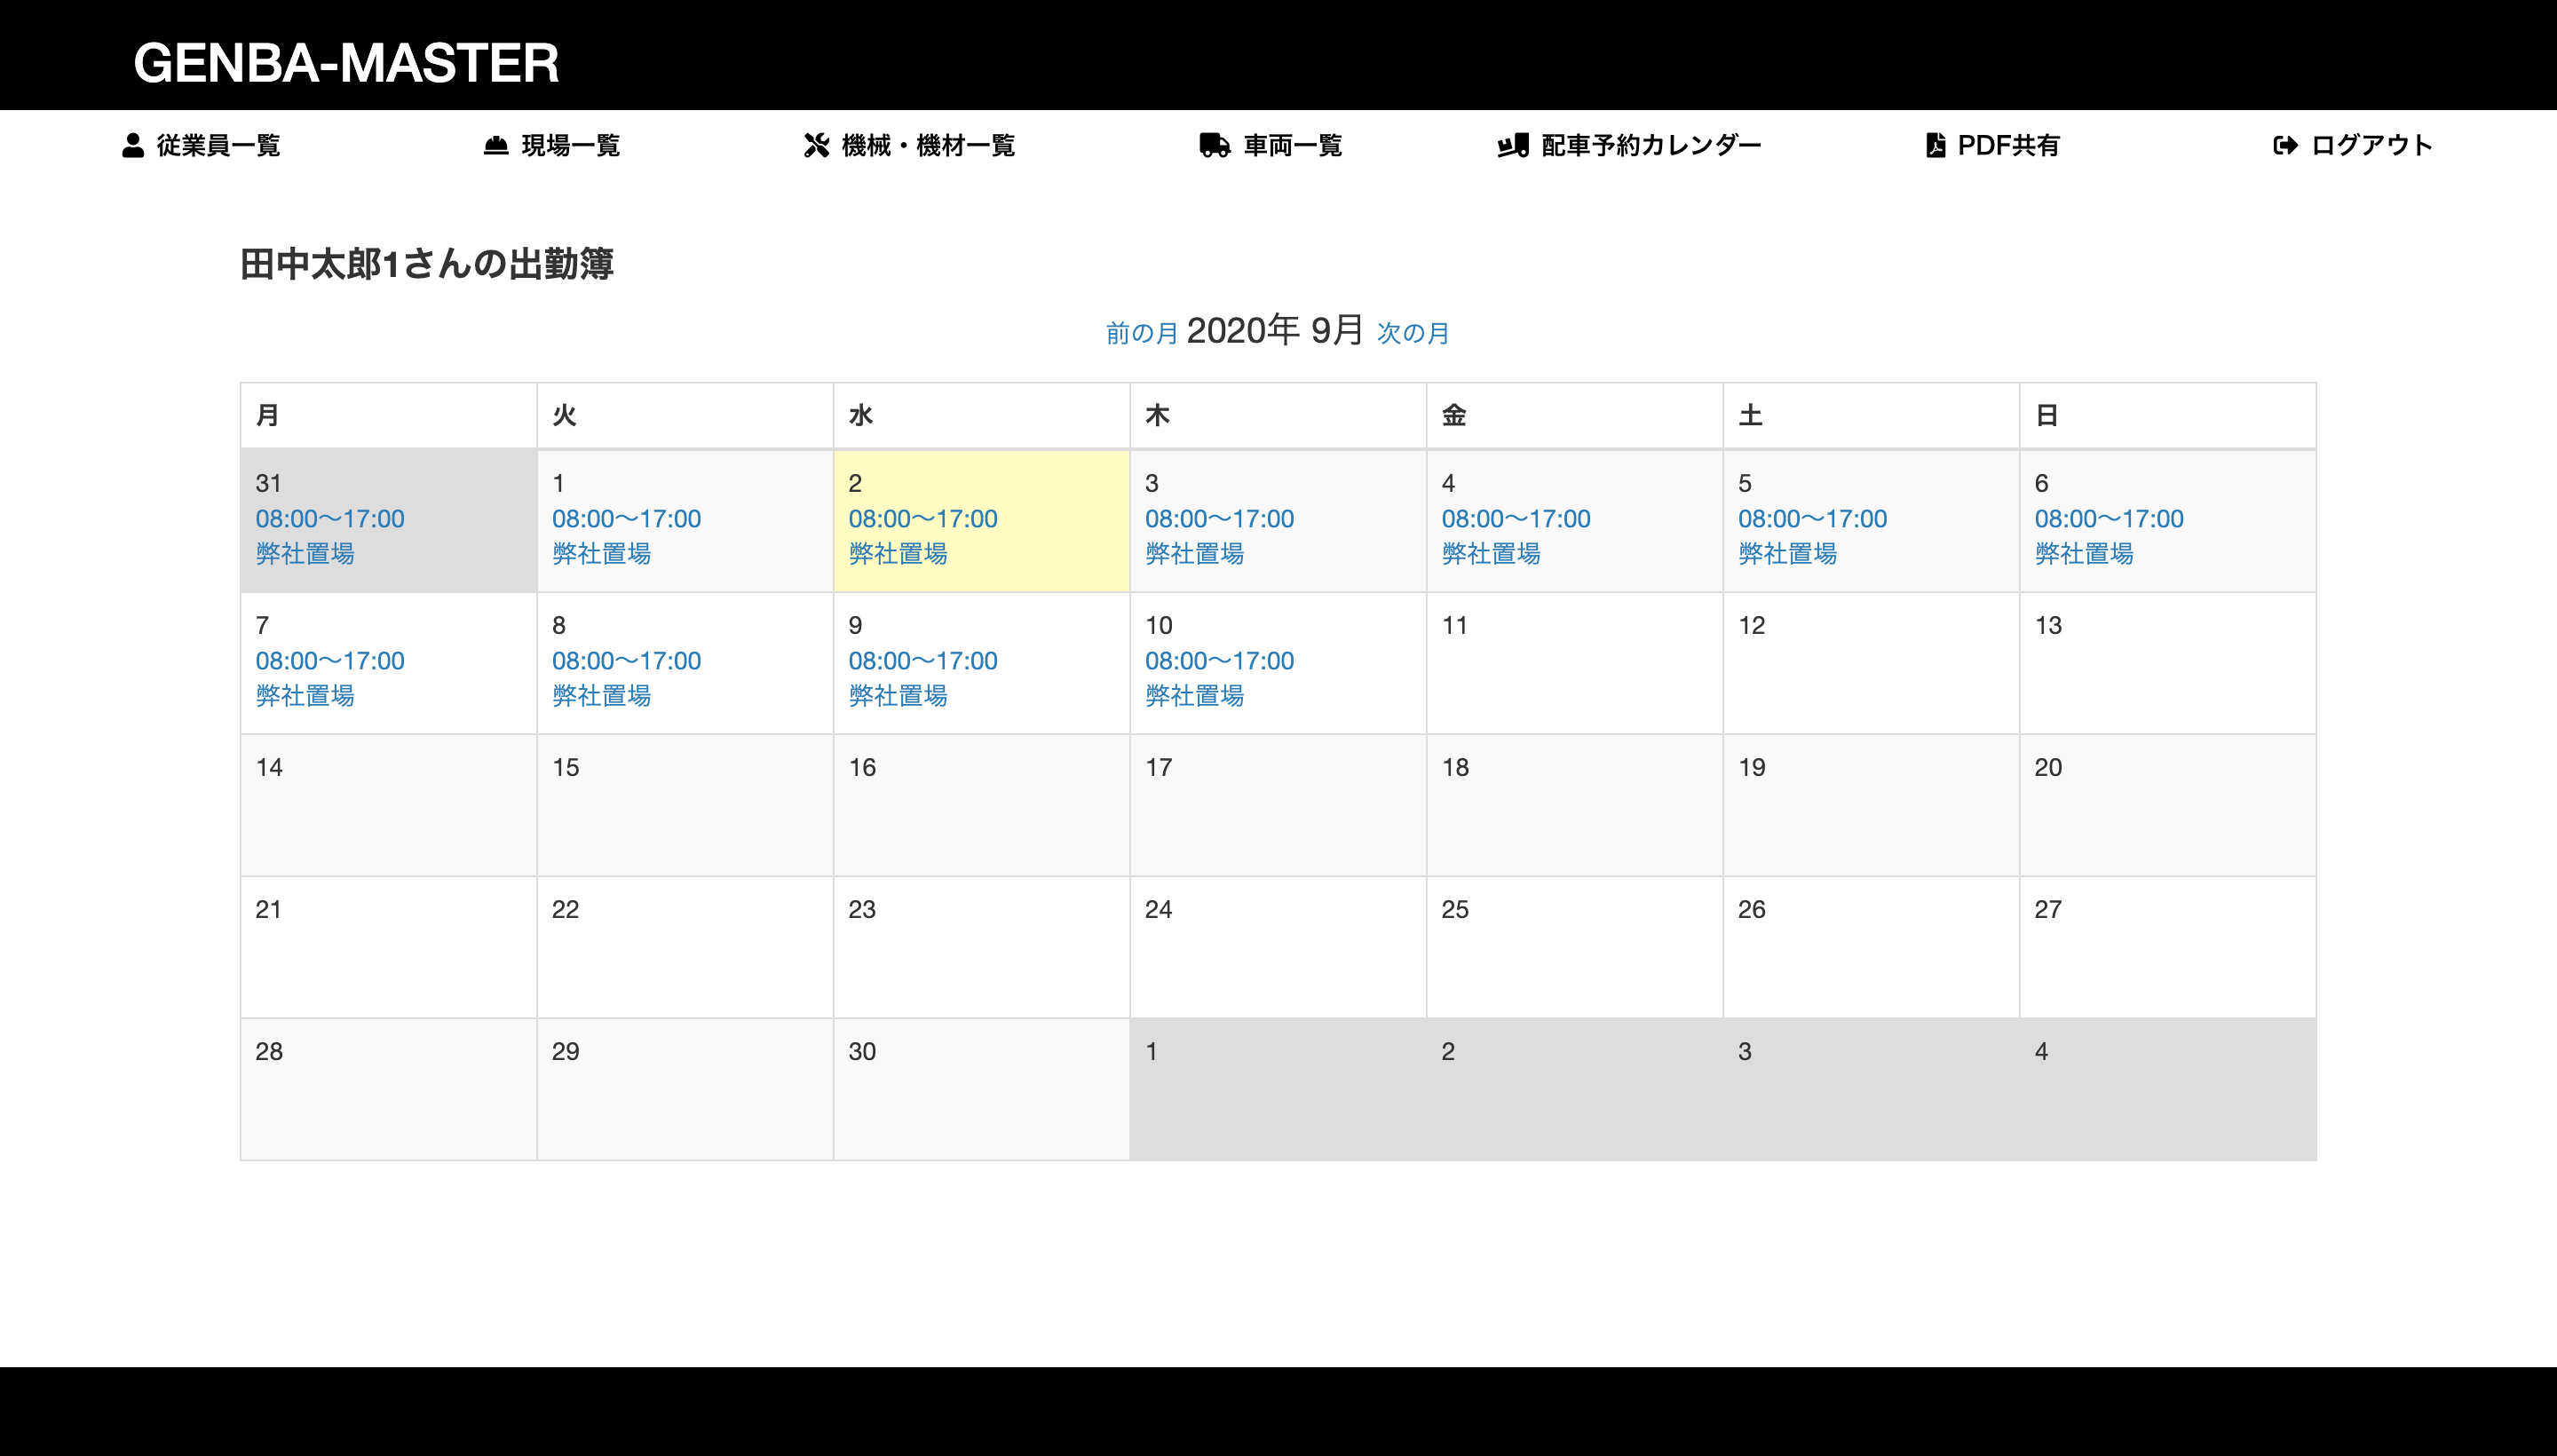 GENBA-MASTER
従業員一覧 現場一覧 機械・機材一覧 車両一覧 配車予約カレンダー PDF共有 ログアウト
田中太郎1さんの出勤簿
前の月 2020年 9月 次の月
月 火 水 木 金 土 日
31 1 2 3 4 5 6
08:00〜17:00 08:00〜17:00 08:00〜17:00 08:00〜17:00 08:00〜17:00 08:00〜17:00 08:00〜17:00
弊社置場 弊社置場 弊社置場 弊社置場 弊社置場 弊社置場 弊社置場
7 8 9 10 11 12 13
08:00〜17:00 08:00〜17:00 08:00〜17:00 08:00〜17:00
弊社置場 弊社置場 弊社置場 弊社置場
14 15 16 17 18 19 20
21 22 23 24 25 26 27
28 29 30 1 2 3 4